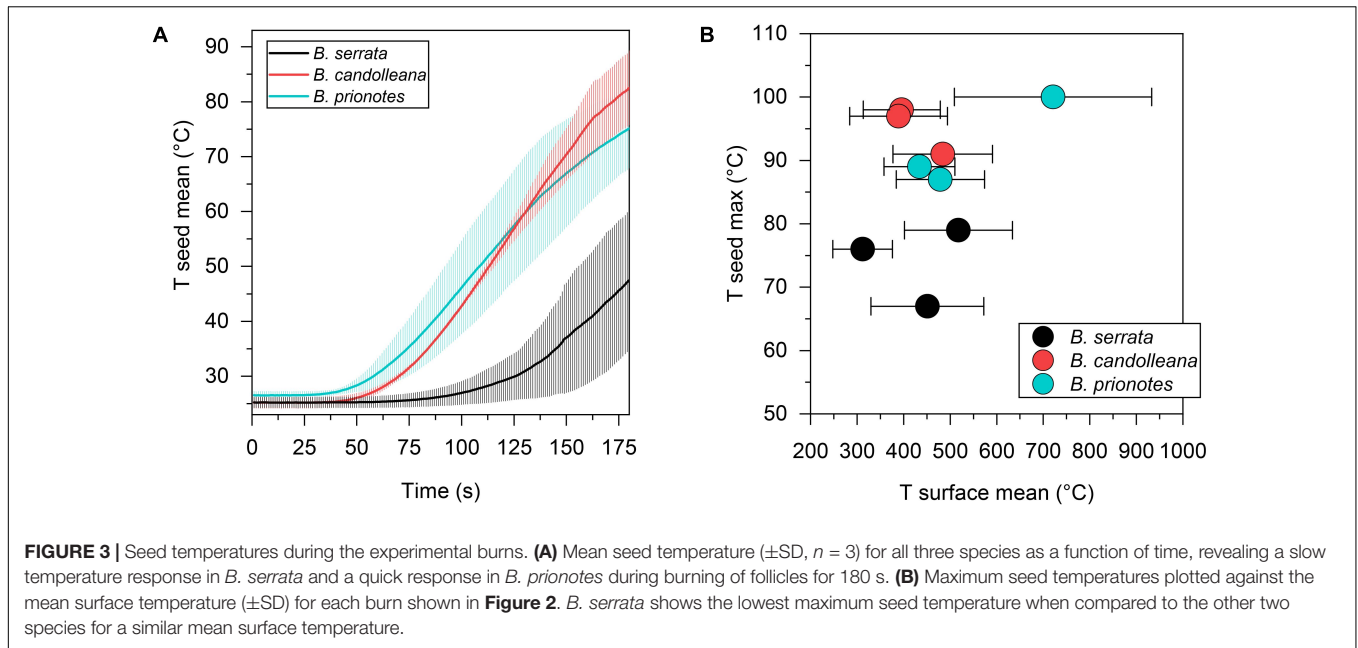 A
B. serrata
B. candolleana
B. prionotes
90
80
70
60
50
40
30
T seed mean (°C)
0 25 50 75 100 125 150 175
Time (s)
B
110
100
90
80
70
60
50
T seed max (°C)
B. serrata
B. candolleana
B. prionotes
200 300 400 500 600 700 800 900 1000
T surface mean (°C)
FIGURE 3 | Seed temperatures during the experimental burns. (A) Mean seed temperature (±SD, n = 3) for all three species as a function of time, revealing a slow
temperature response in B. serrata and a quick response in B. prionotes during burning of follicles for 180 s. (B) Maximum seed temperatures plotted against the
mean surface temperature (±SD) for each burn shown in Figure 2. B. serrata shows the lowest maximum seed temperature when compared to the other two
species for a similar mean surface temperature.